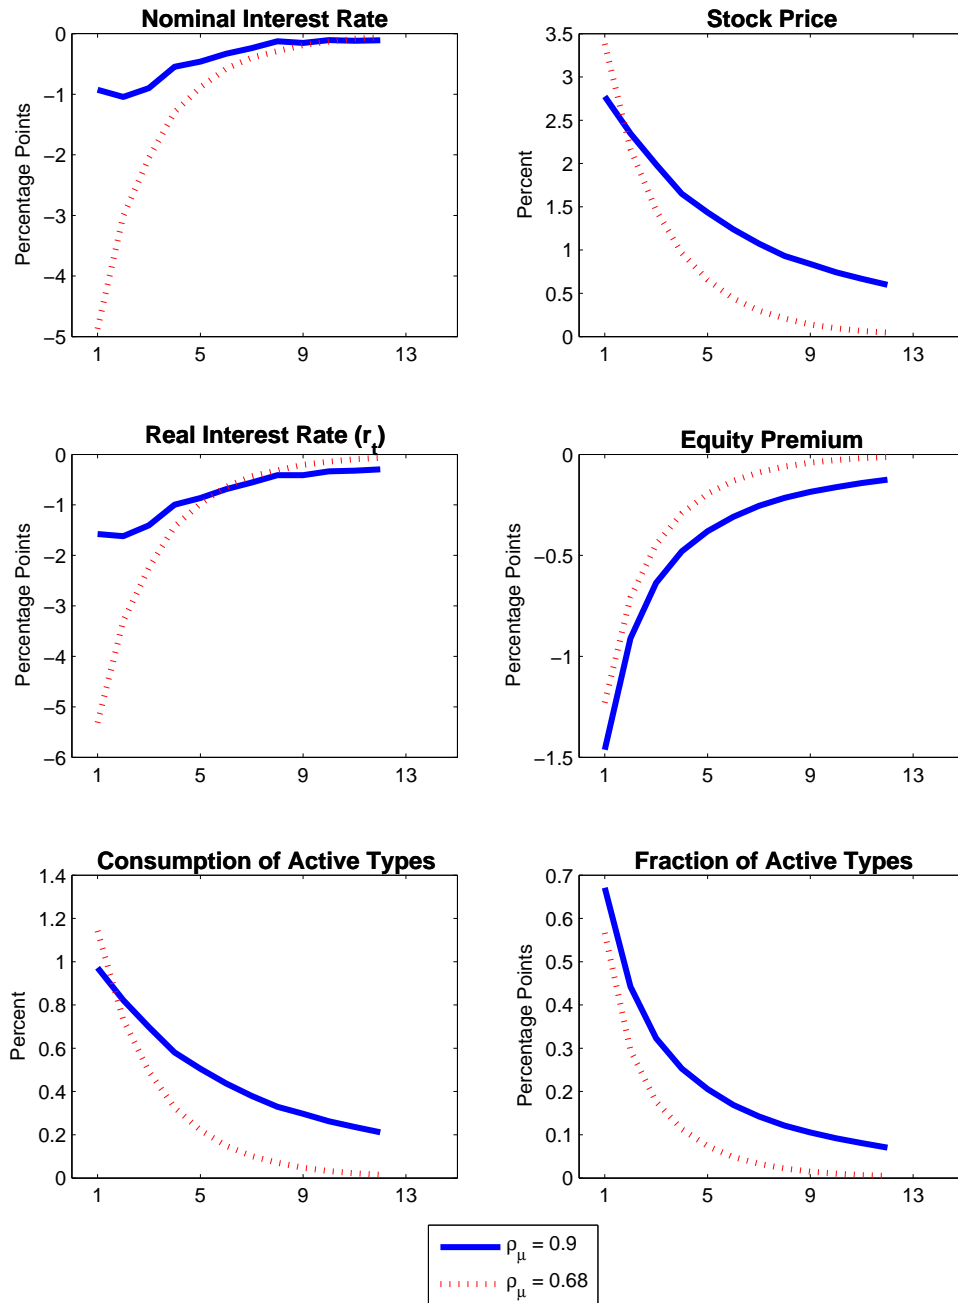 Nominal Interest Rate
Percentage Points
0
−1
−2
−3
−4
−5
1 5 9 13
Stock Price
Percent
3.5
3
2.5
2
1.5
1
0.5
0
1 5 9 13
Real Interest Rate (r_t)
Percentage Points
0
−1
−2
−3
−4
−5
−6
1 5 9 13
Equity Premium
Percentage Points
0
−0.5
−1
−1.5
1 5 9 13
Consumption of Active Types
Percent
1.4
1.2
1
0.8
0.6
0.4
0.2
0
1 5 9 13
Fraction of Active Types
Percentage Points
0.7
0.6
0.5
0.4
0.3
0.2
0.1
0
1 5 9 13
ρ_μ = 0.9
ρ_μ = 0.68